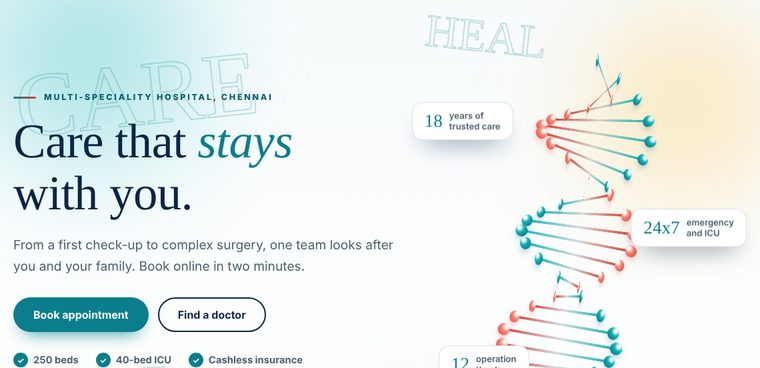 HEAL
CARE
MULTI-SPECIALITY HOSPITAL, CHENNAI
Care that stays
with you.
From a first check-up to complex surgery, one team looks after
you and your family. Book online in two minutes.
Book appointment
Find a doctor
250 beds
40-bed ICU
Cashless insurance
18 years of
trusted care
24x7 emergency
and ICU
12 operation